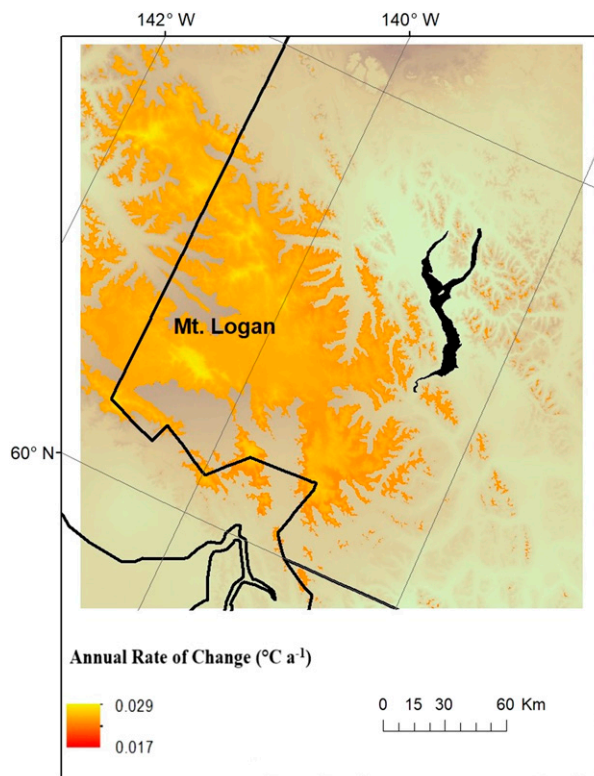 142° W 140° W
Mt. Logan
60° N
Annual Rate of Change (°C a⁻¹)
0.029
0.017
0 15 30 60 Km